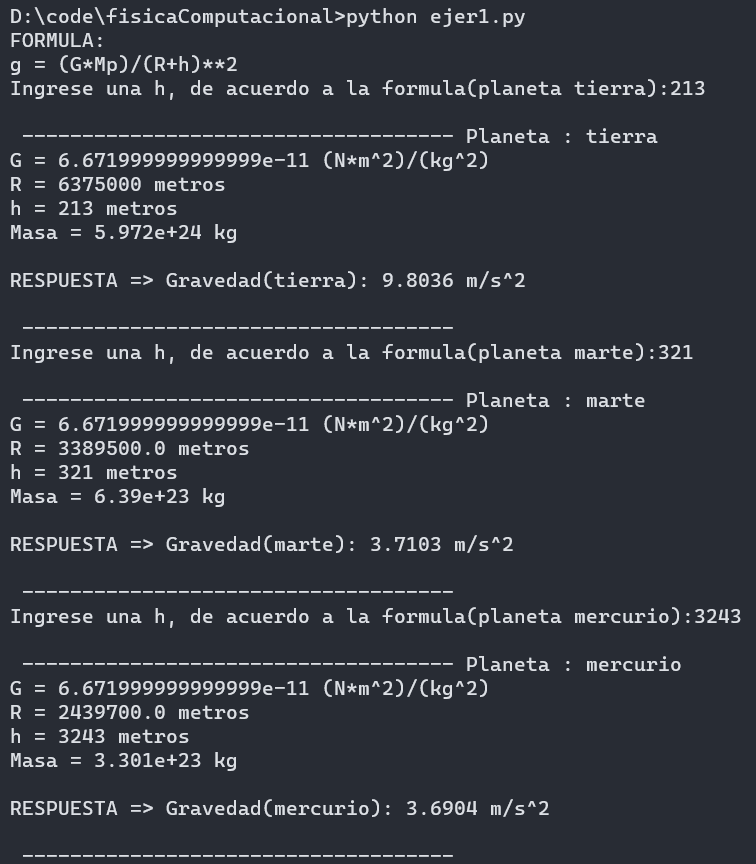 D:\code\fisicaComputacional>python ejer1.py
FORMULA:
g = (G*Mp)/(R+h)**2
Ingrese una h, de acuerdo a la formula(planeta tierra):213
------------------------------------ Planeta : tierra
G = 6.671999999999999e-11 (N*m^2)/(kg^2)
R = 6375000 metros
h = 213 metros
Masa = 5.972e+24 kg
RESPUESTA => Gravedad(tierra): 9.8036 m/s^2
------------------------------------
Ingrese una h, de acuerdo a la formula(planeta marte):321
------------------------------------ Planeta : marte
G = 6.671999999999999e-11 (N*m^2)/(kg^2)
R = 3389500.0 metros
h = 321 metros
Masa = 6.39e+23 kg
RESPUESTA => Gravedad(marte): 3.7103 m/s^2
------------------------------------
Ingrese una h, de acuerdo a la formula(planeta mercurio):3243
------------------------------------ Planeta : mercurio
G = 6.671999999999999e-11 (N*m^2)/(kg^2)
R = 2439700.0 metros
h = 3243 metros
Masa = 3.301e+23 kg
RESPUESTA => Gravedad(mercurio): 3.6904 m/s^2
------------------------------------